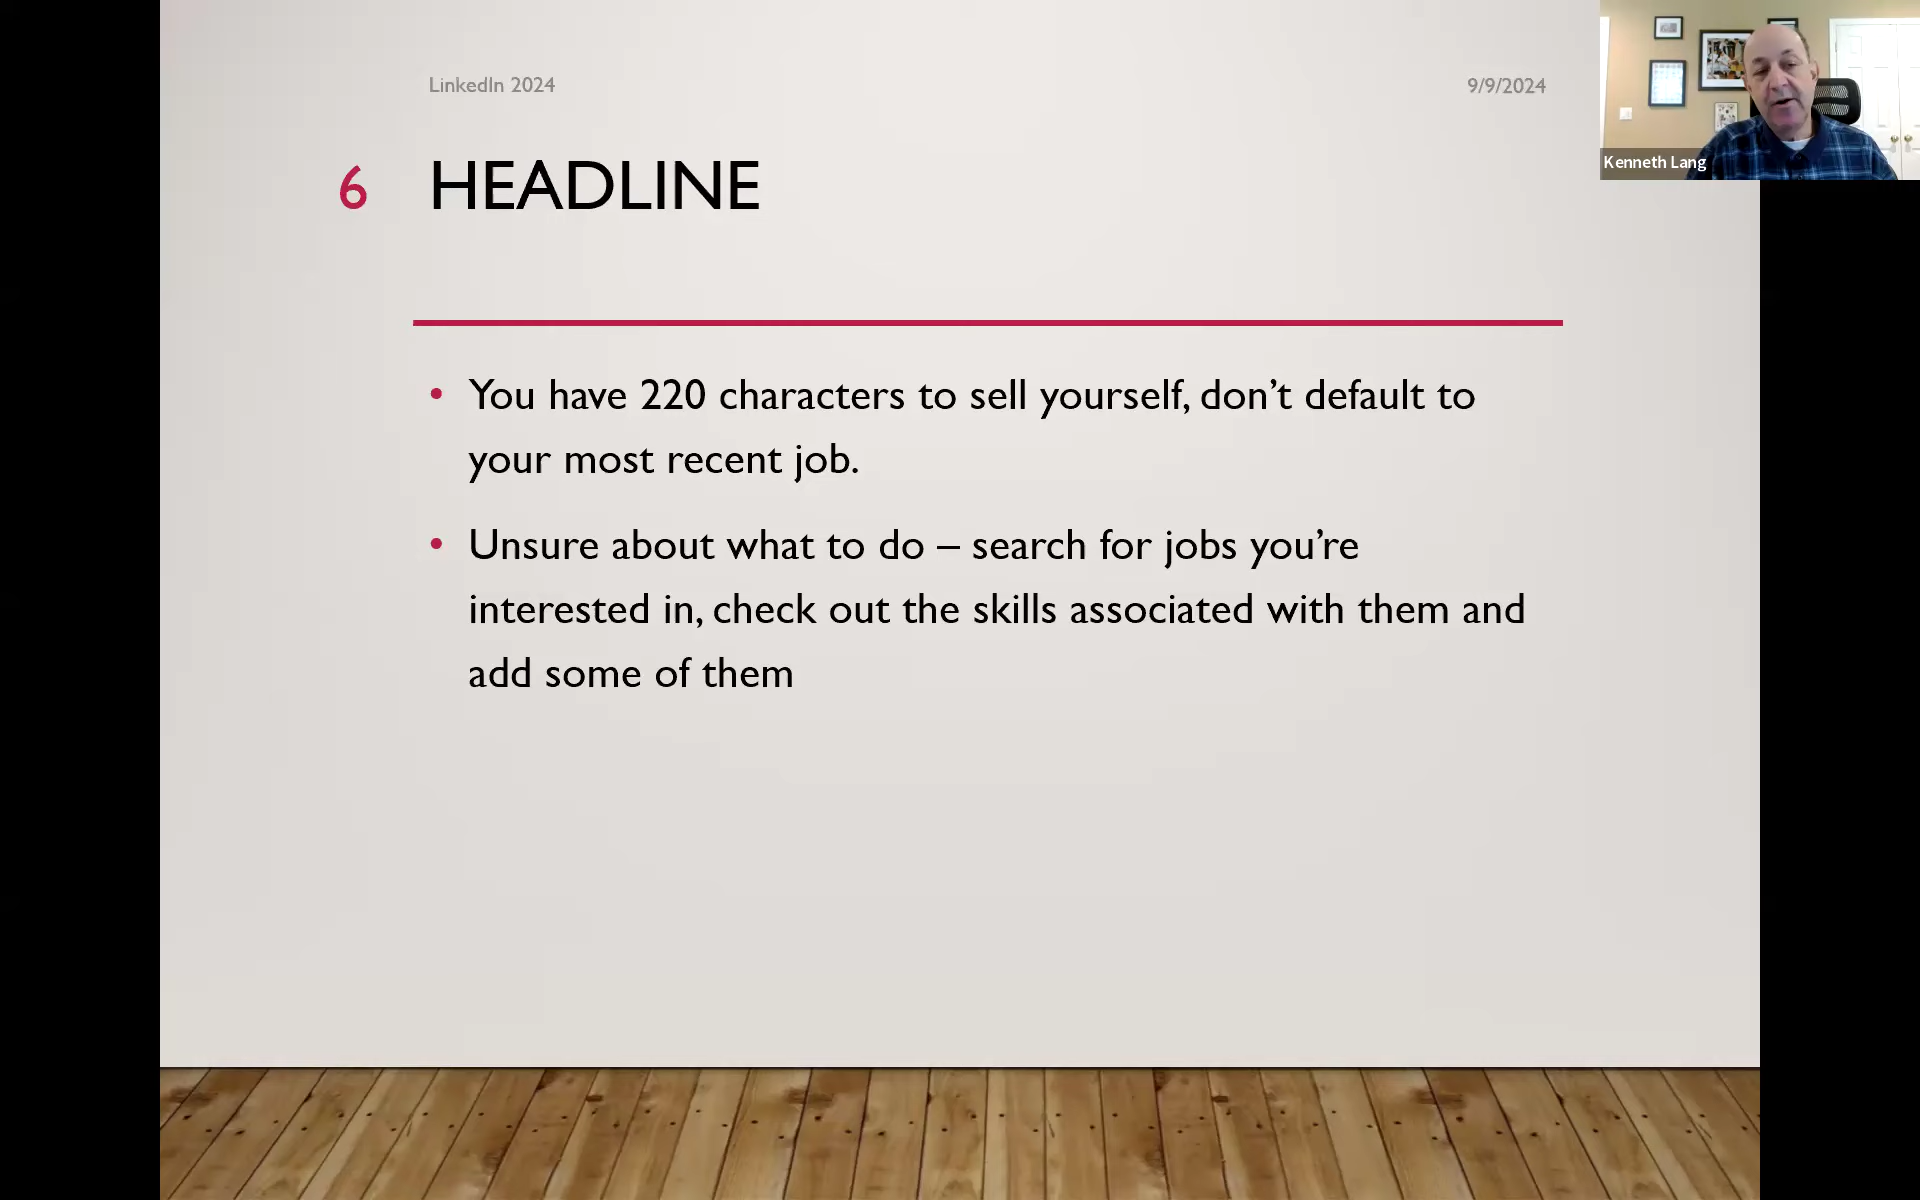 LinkedIn 2024
9/9/2024
Kenneth Lang
6 HEADLINE
• You have 220 characters to sell yourself, don’t default to
your most recent job.
• Unsure about what to do – search for jobs you’re
interested in, check out the skills associated with them and
add some of them